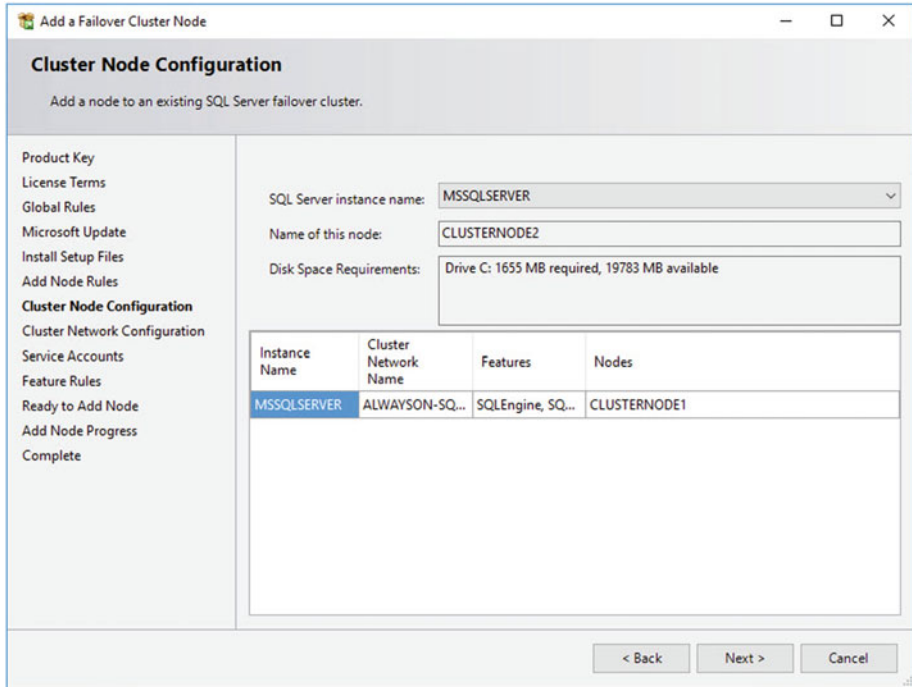 Add a Failover Cluster Node
Cluster Node Configuration
Add a node to an existing SQL Server failover cluster.
Product Key
License Terms
Global Rules
Microsoft Update
Install Setup Files
Add Node Rules
Cluster Node Configuration
Cluster Network Configuration
Service Accounts
Feature Rules
Ready to Add Node
Add Node Progress
Complete
SQL Server instance name: MSSQLSERVER
Name of this node: CLUSTERNODE2
Disk Space Requirements: Drive C: 1655 MB required, 19783 MB available
Instance Name Cluster Network Name Features Nodes
MSSQLSERVER ALWAYSON-SQ... SQLEngine, SQ... CLUSTERNODE1
< Back Next > Cancel